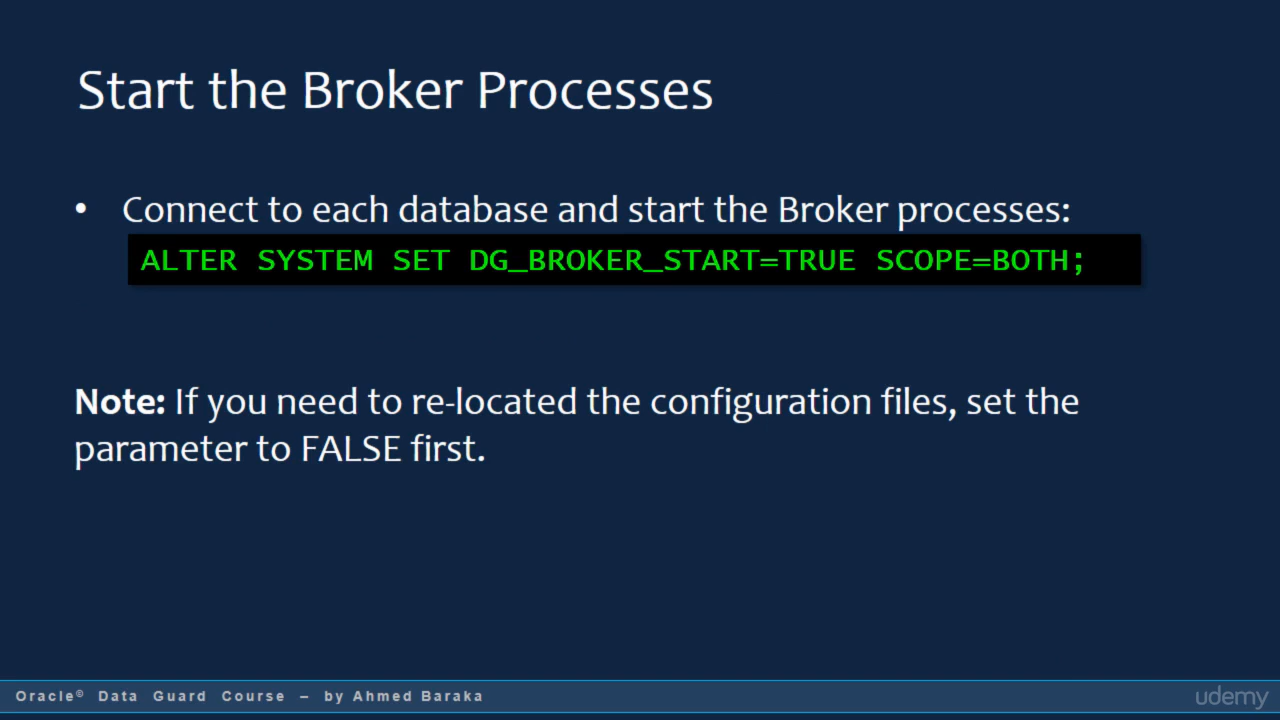 Start the Broker Processes
• Connect to each database and start the Broker processes:
ALTER SYSTEM SET DG_BROKER_START=TRUE SCOPE=BOTH;
Note: If you need to re-located the configuration files, set the
parameter to FALSE first.
Oracle© Data Guard Course – by Ahmed Baraka
udemy